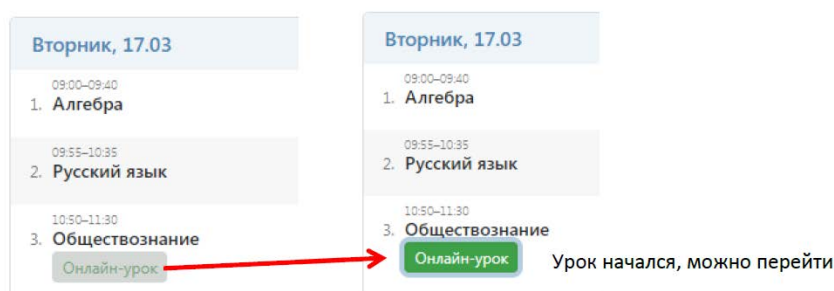 Вторник, 17.03
09:00–09:40
1. Алгебра
09:55–10:35
2. Русский язык
10:50–11:30
3. Обществознание
Онлайн-урок
Вторник, 17.03
09:00–09:40
1. Алгебра
09:55–10:35
2. Русский язык
10:50–11:30
3. Обществознание
Онлайн-урок
Урок начался, можно перейти